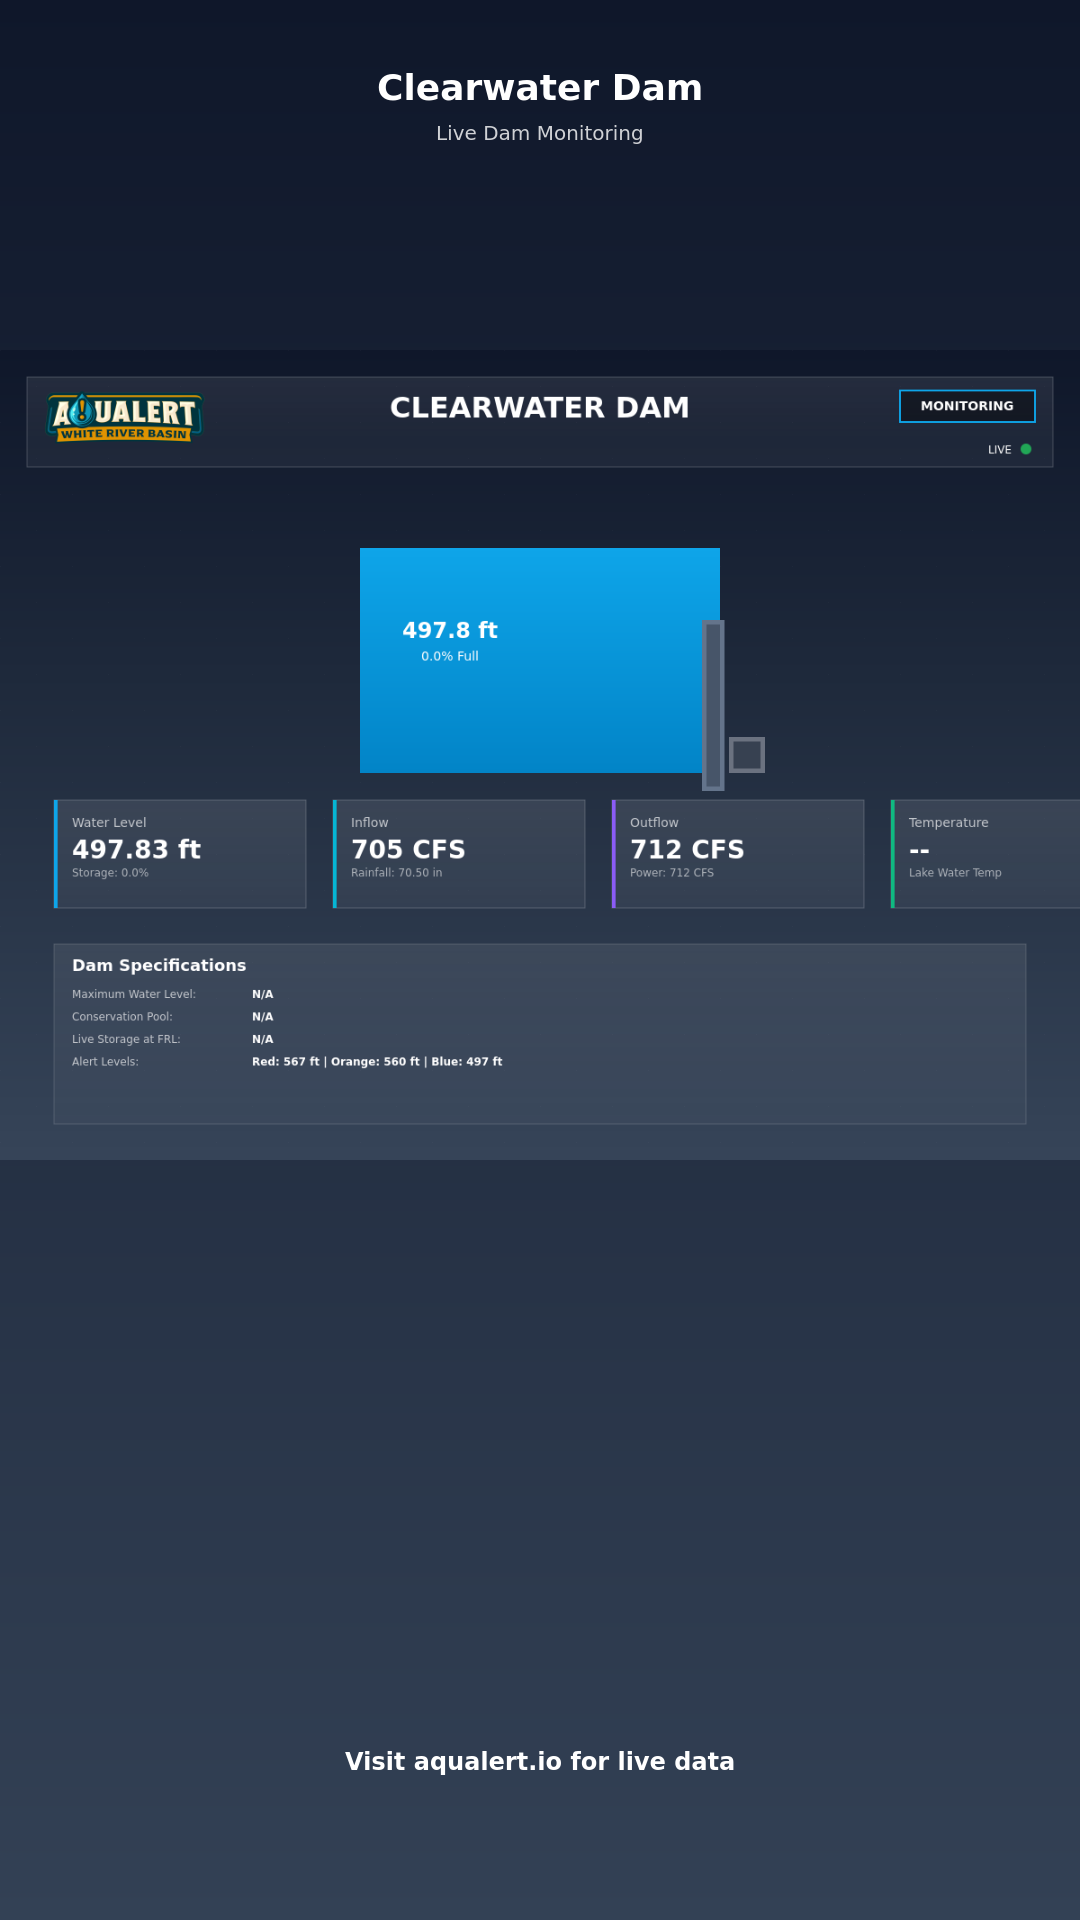 Clearwater Dam
Live Dam Monitoring
AQUALERT
WHITE RIVER BASIN
CLEARWATER DAM
MONITORING
LIVE
497.8 ft
0.0% Full
Water Level
497.83 ft
Storage: 0.0%
Inflow
705 CFS
Rainfall: 70.50 in
Outflow
712 CFS
Power: 712 CFS
Temperature
--
Lake Water Temp
Dam Specifications
Maximum Water Level: N/A
Conservation Pool: N/A
Live Storage at FRL: N/A
Alert Levels: Red: 567 ft | Orange: 560 ft | Blue: 497 ft
Visit aqualert.io for live data